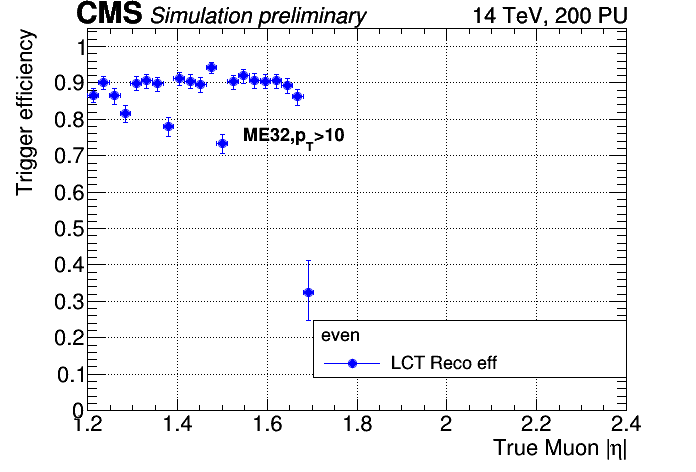 CMS Simulation preliminary 14 TeV, 200 PU
Trigger efficiency
1
0.9
0.8
0.7
0.6
0.5
0.4
0.3
0.2
0.1
0
ME32,p_T>10
even
LCT Reco eff
1.2 1.4 1.6 1.8 2 2.2 2.4
True Muon |η|